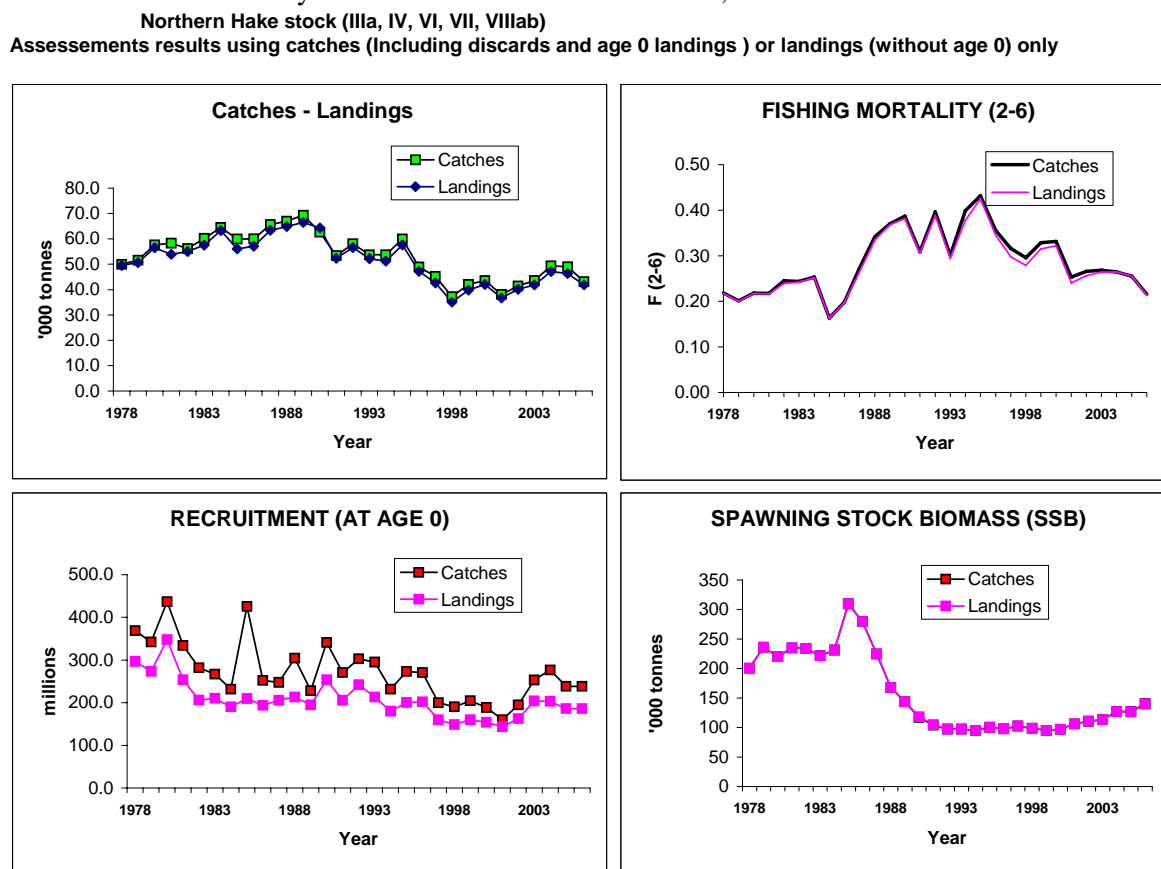 Northern Hake stock (IIIa, IV, VI, VII, VIIIab)
Assessements results using catches (Including discards and age 0 landings ) or landings (without age 0) only
Catches - Landings
Catches
Landings
80.0
70.0
60.0
50.0
40.0
30.0
20.0
10.0
0.0
'000 tonnes
1978 1983 1988 1993 1998 2003
Year
FISHING MORTALITY (2-6)
Catches
Landings
0.50
0.40
0.30
0.20
0.10
0.00
F (2-6)
1978 1983 1988 1993 1998 2003
Year
RECRUITMENT (AT AGE 0)
Catches
Landings
500.0
400.0
300.0
200.0
100.0
0.0
millions
1978 1983 1988 1993 1998 2003
Year
SPAWNING STOCK BIOMASS (SSB)
Catches
Landings
350
300
250
200
150
100
50
0
'000 tonnes
1978 1983 1988 1993 1998 2003
Year